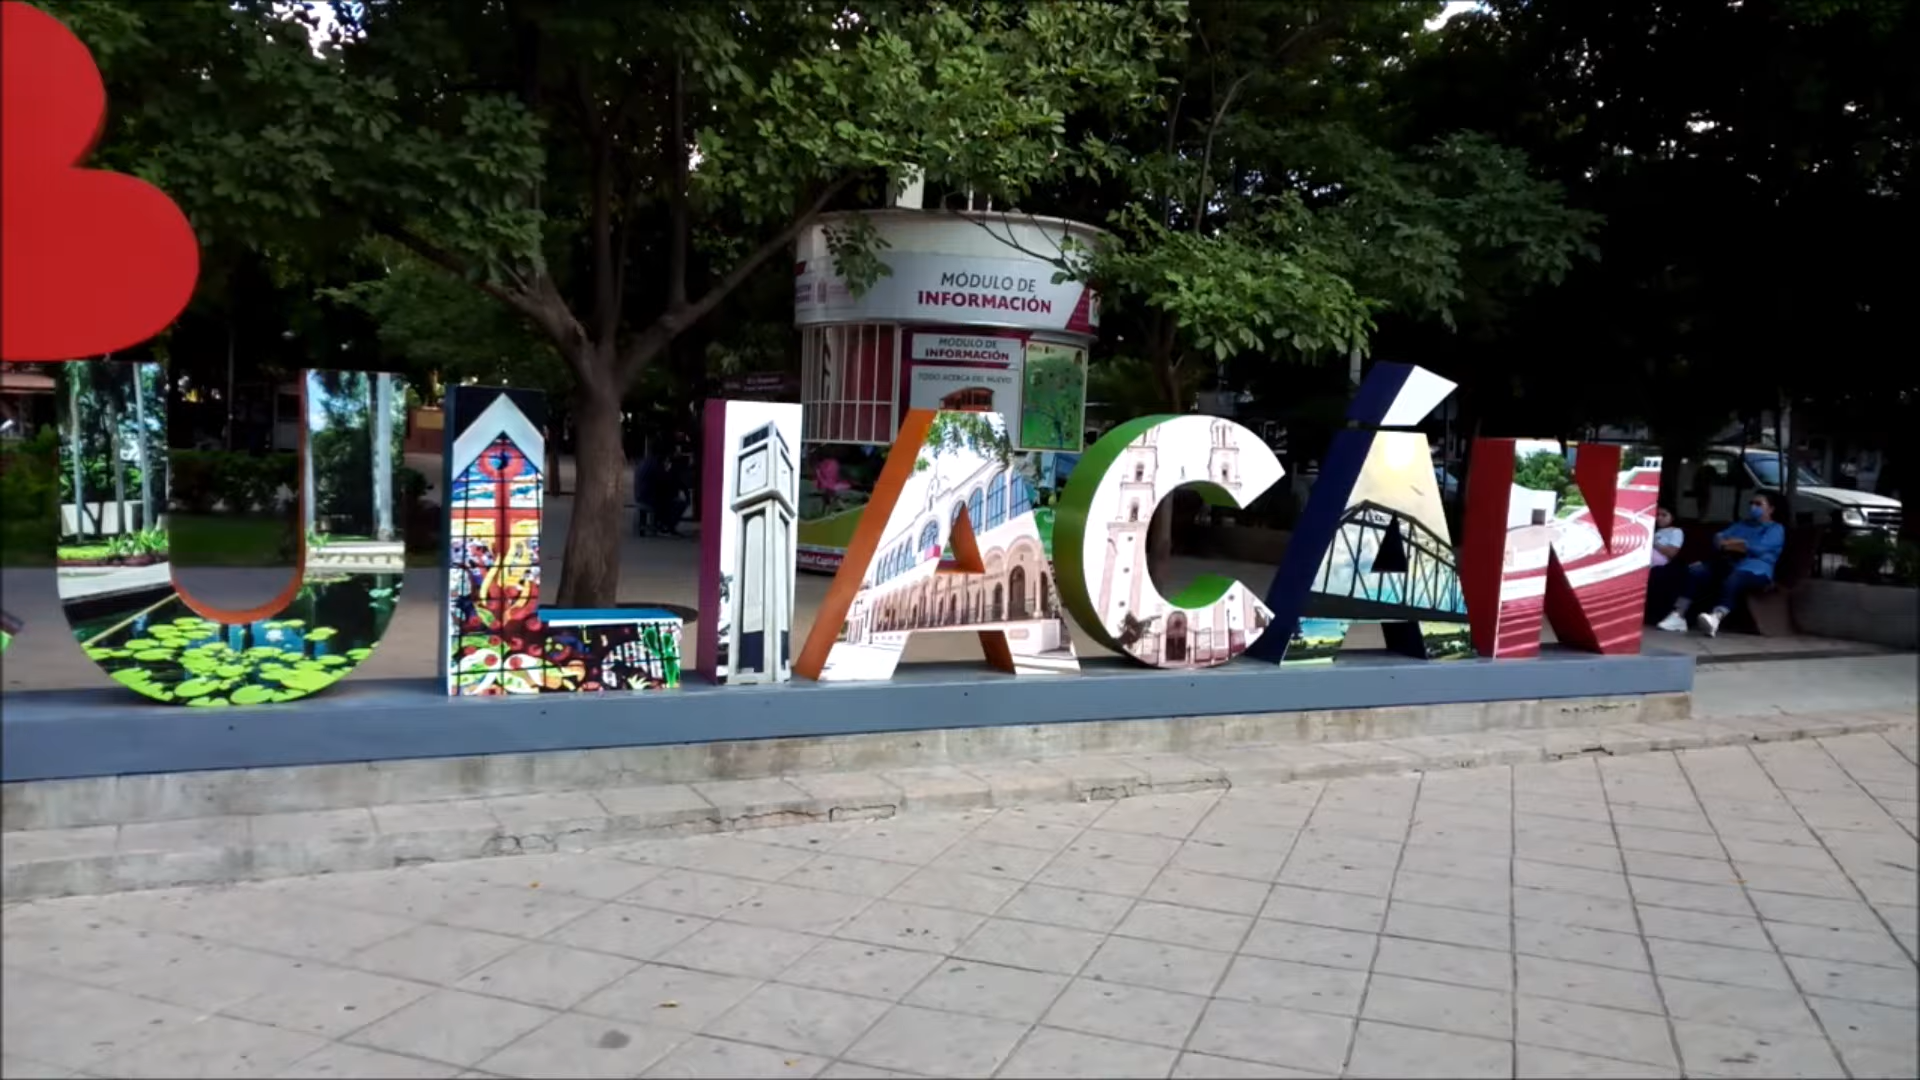 MÓDULO DE
INFORMACIÓN
MÓDULO DE
INFORMACIÓN
TODO ACERCA DEL NUEVO
ULIACÁN